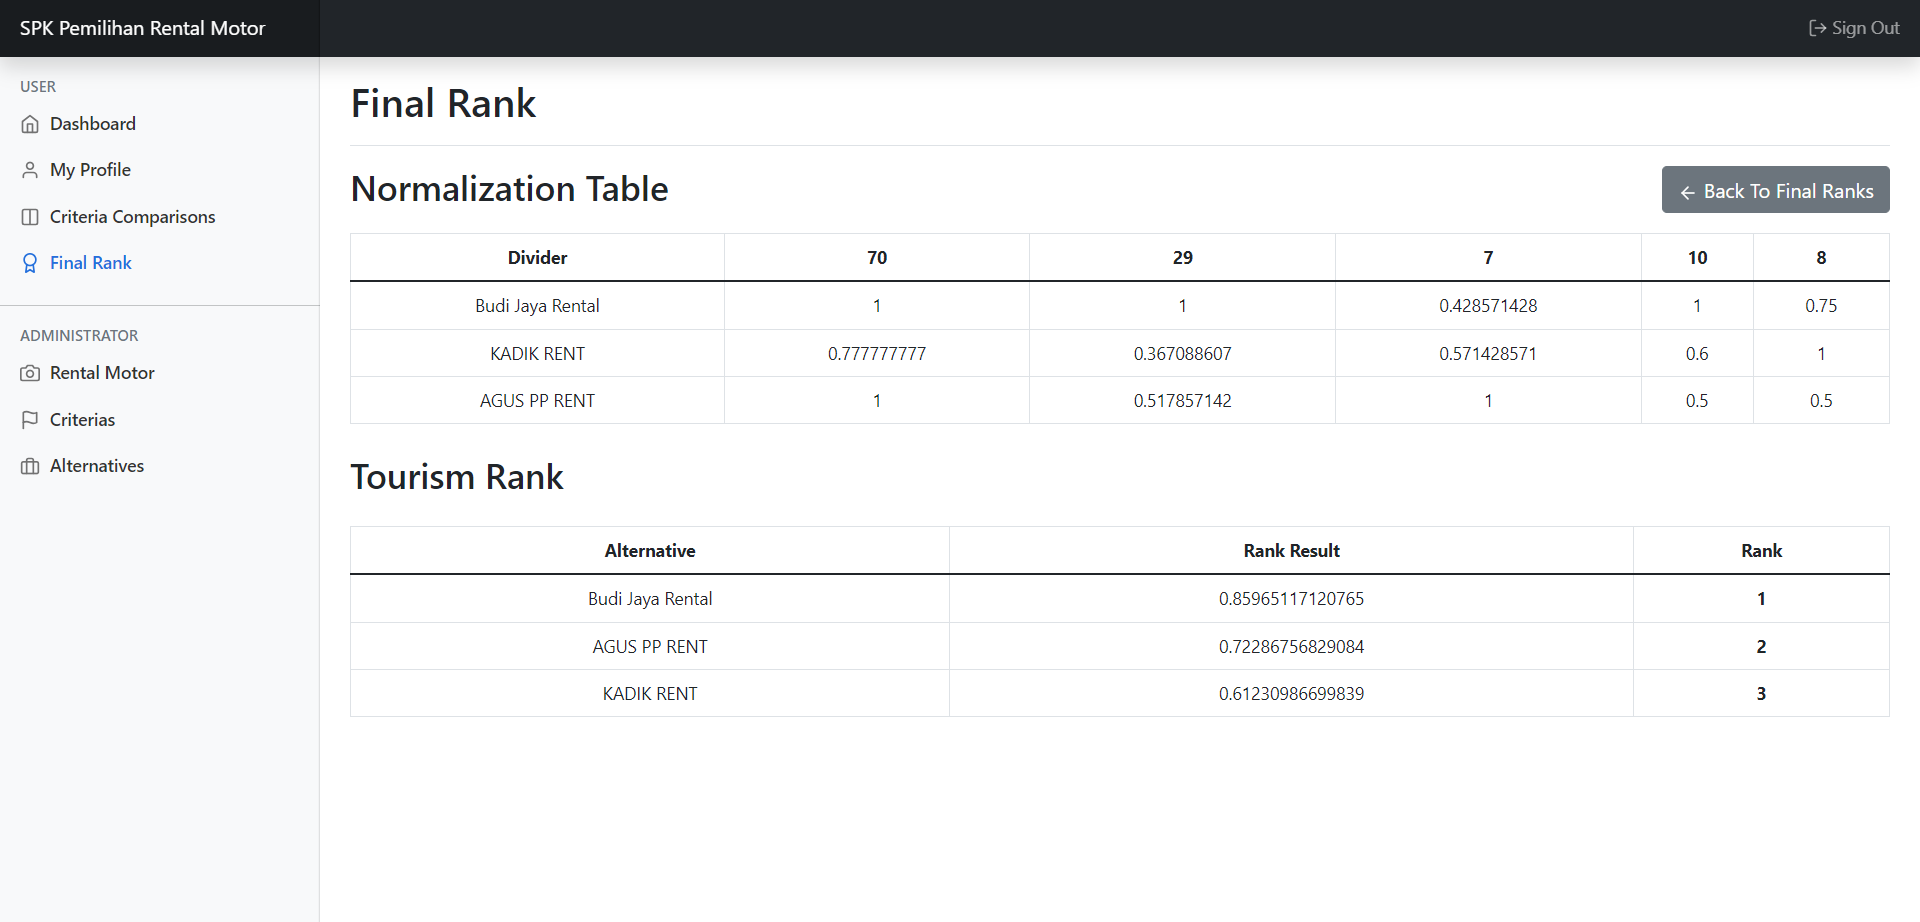 SPK Pemilihan Rental Motor
Sign Out
USER
Dashboard
My Profile
Criteria Comparisons
Final Rank
ADMINISTRATOR
Rental Motor
Criterias
Alternatives
Final Rank
Normalization Table
Back To Final Ranks
Divider 70 29 7 10 8
Budi Jaya Rental 1 1 0.428571428 1 0.75
KADIK RENT 0.777777777 0.367088607 0.571428571 0.6 1
AGUS PP RENT 1 0.517857142 1 0.5 0.5
Tourism Rank
Alternative Rank Result Rank
Budi Jaya Rental 0.85965117120765 1
AGUS PP RENT 0.72286756829084 2
KADIK RENT 0.61230986699839 3